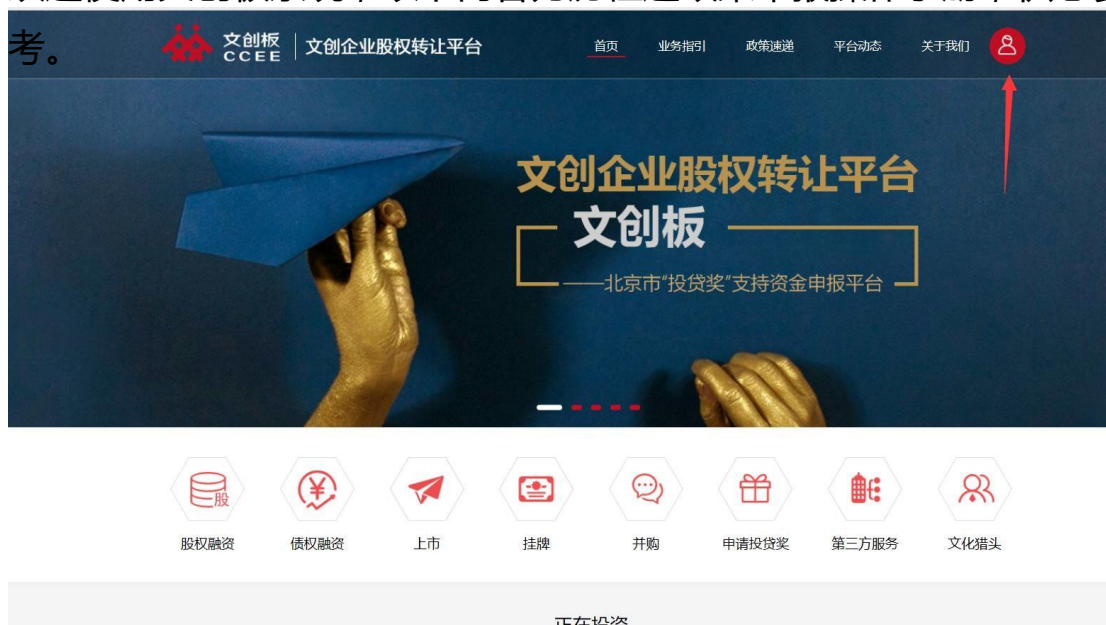 考。
文创板 CCEE 文创企业股权转让平台 首页 业务指引 政策速递 平台动态 关于我们
文创企业股权转让平台
文创板
——北京市“投贷奖”支持资金申报平台
股
股权融资 债权融资 上市 挂牌 并购 申请投贷奖 第三方服务 文化猎头
正在投资